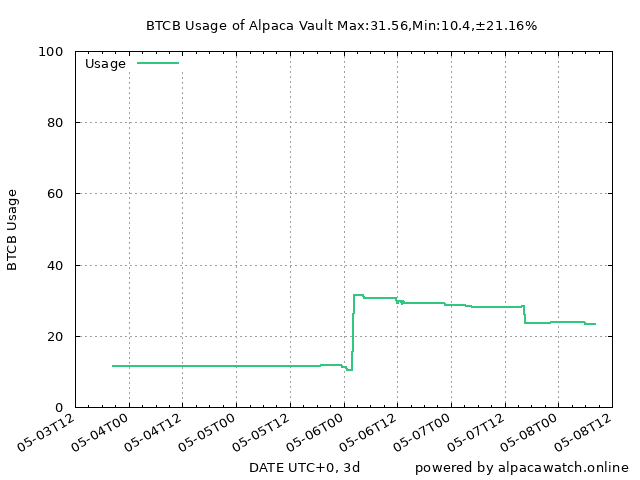 BTCB Usage of Alpaca Vault Max:31.56,Min:10.4,±21.16%
Usage
BTCB Usage
100
80
60
40
20
0
05-03T12
05-04T00
05-04T12
05-05T00
05-05T12
05-06T00
05-06T12
05-07T00
05-07T12
05-08T00
05-08T12
DATE UTC+0, 3d
powered by alpacawatch.online